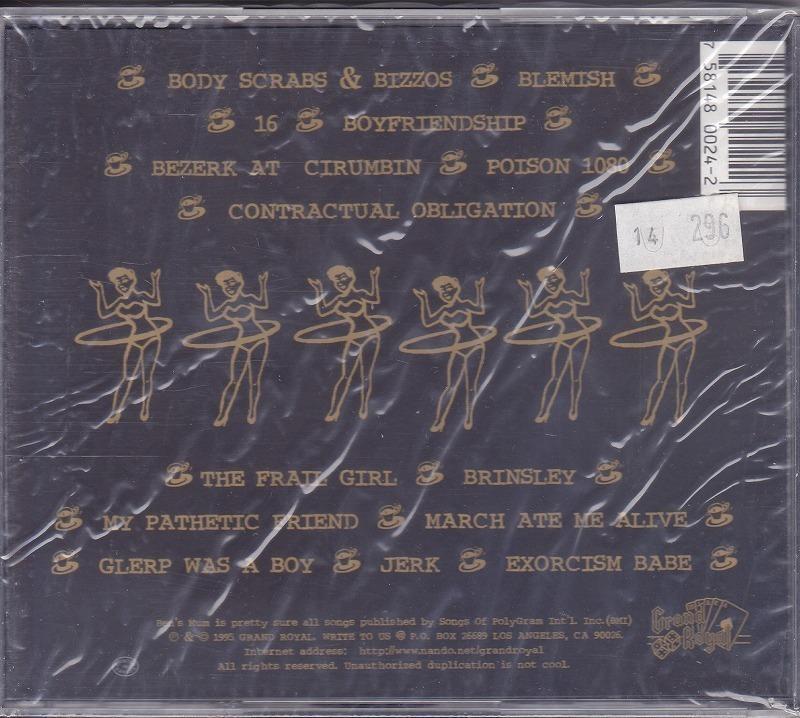 BODY SCRABS & BIZZOS BLEMISH
16 BOYFRIENDSHIP
BEZERK AT CIRUMBIN POISON 1080
CONTRACTUAL OBLIGATION
7 58148 0024-2
14 296
THE FRAIL GIRL BRINSLEY
MY PATHETIC FRIEND MARCH ATE ME ALIVE
GLERP WAS A BOY JERK EXORCISM BABE
Ben's Mum is pretty sure all songs published by Songs Of PolyGram Int'l. Inc.(BMI)
℗ & © 1995 GRAND ROYAL. WRITE TO US @ P.O. BOX 26689 LOS ANGELES, CA 90026.
Internet address: http://www.nando.net/grandroyal
All rights reserved. Unauthorized duplication is not cool.
Grand Royal